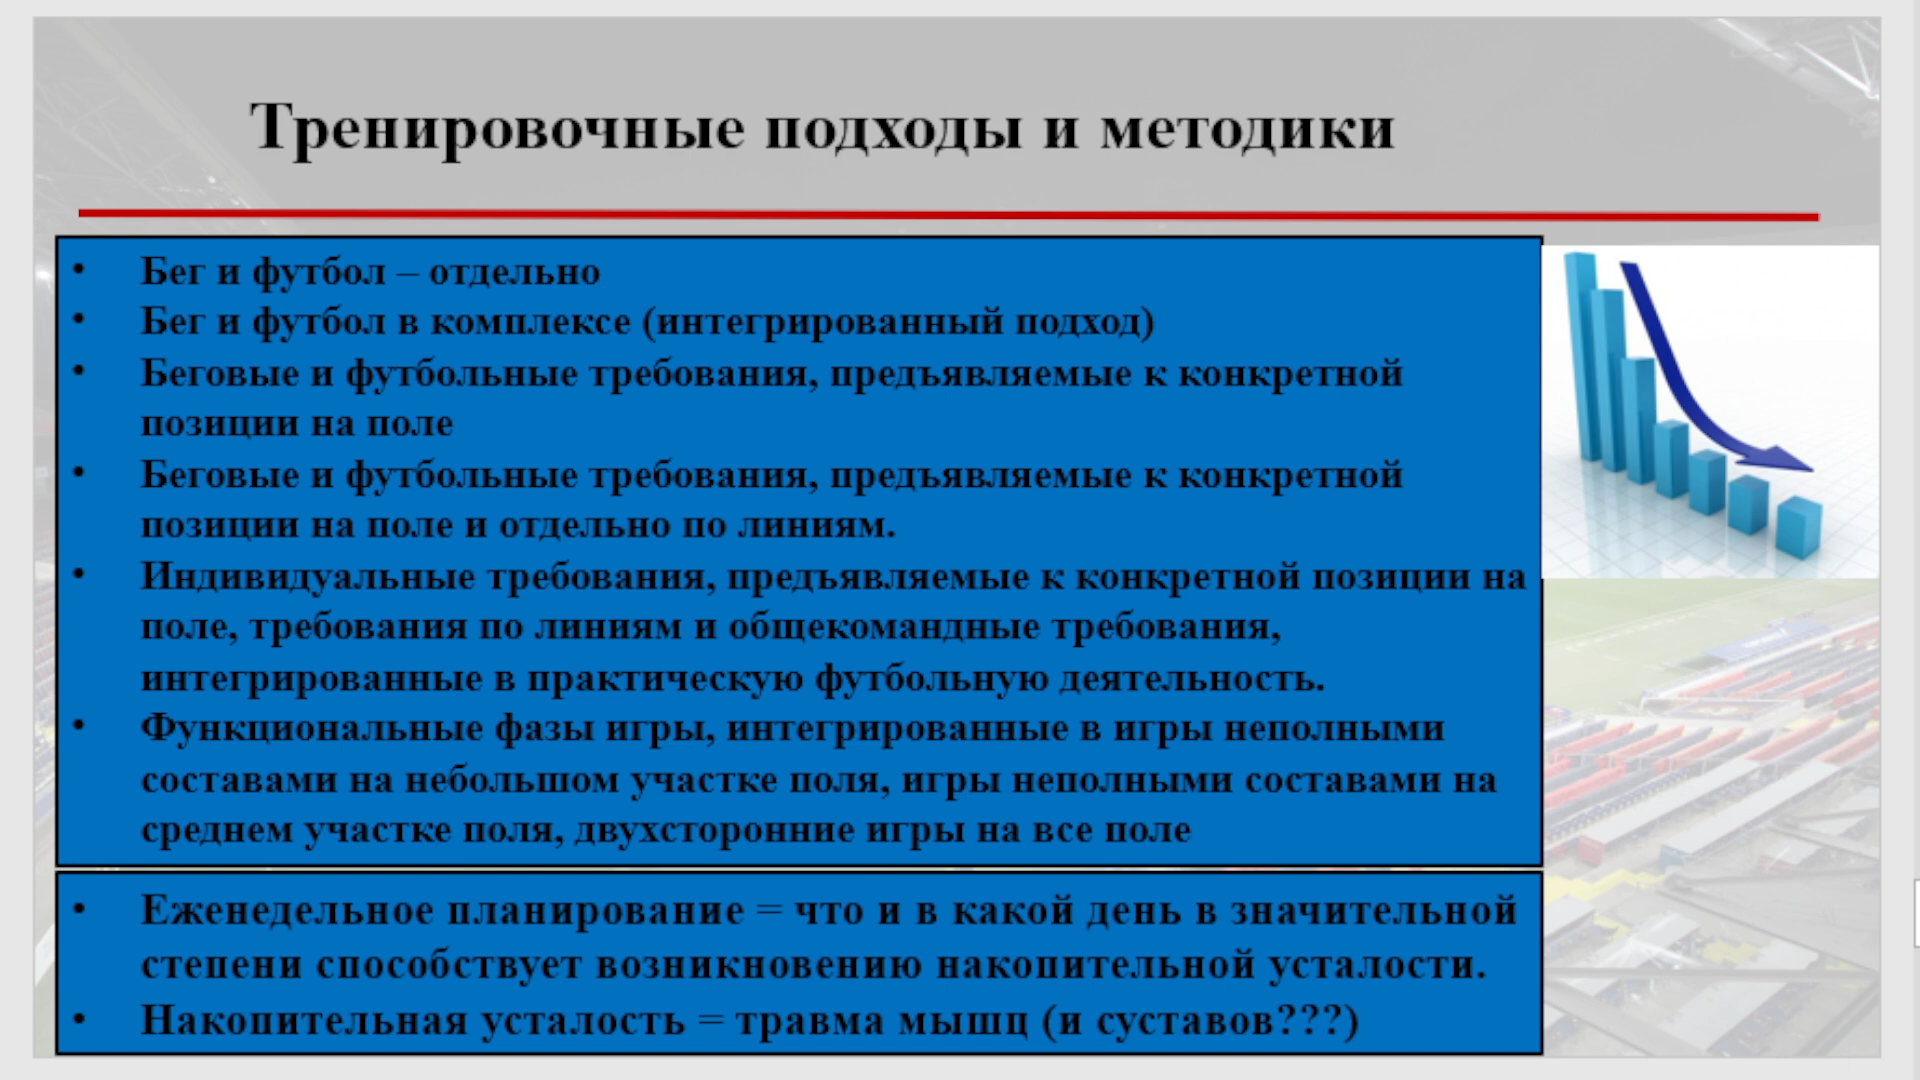 Тренировочные подходы и методики
• Бег и футбол – отдельно
• Бег и футбол в комплексе (интегрированный подход)
• Беговые и футбольные требования, предъявляемые к конкретной
позиции на поле
• Беговые и футбольные требования, предъявляемые к конкретной
позиции на поле и отдельно по линиям.
• Индивидуальные требования, предъявляемые к конкретной позиции на
поле, требования по линиям и общекомандные требования,
интегрированные в практическую футбольную деятельность.
• Функциональные фазы игры, интегрированные в игры неполными
составами на небольшом участке поля, игры неполными составами на
среднем участке поля, двухсторонние игры на все поле
• Еженедельное планирование = что и в какой день в значительной
степени способствует возникновению накопительной усталости.
• Накопительная усталость = травма мышц (и суставов???)